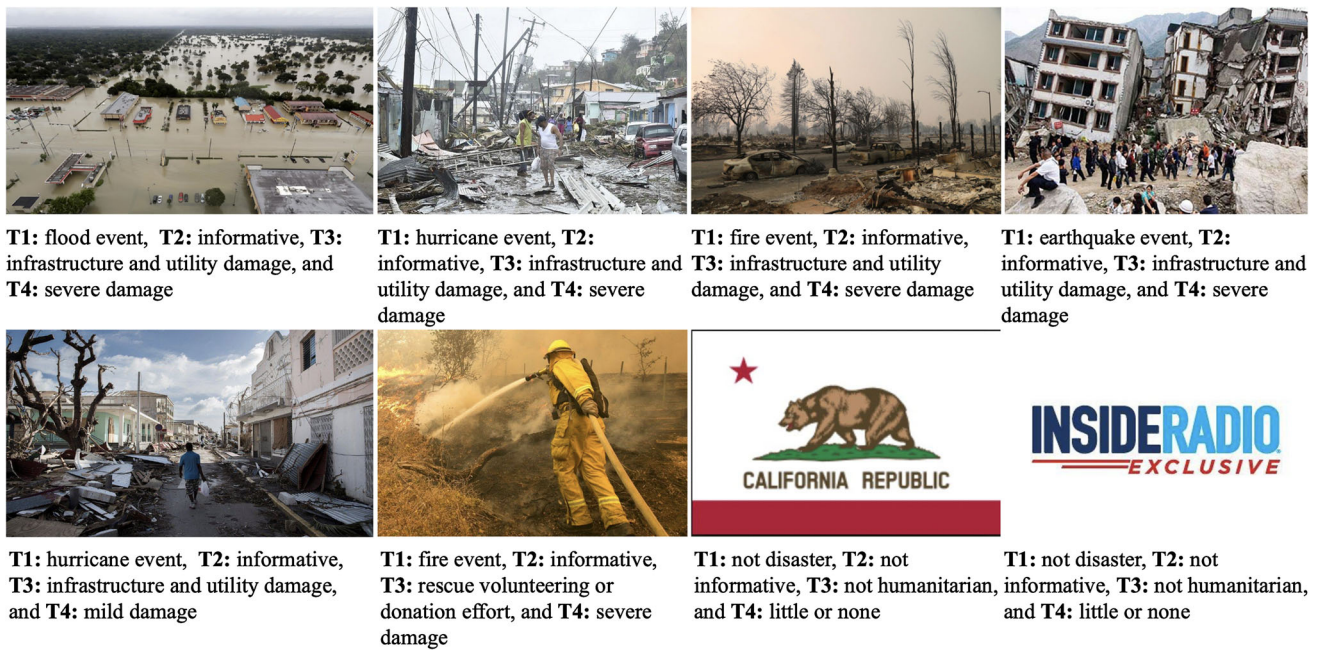 T1: flood event, T2: informative, T3:
infrastructure and utility damage, and
T4: severe damage
T1: hurricane event, T2:
informative, T3: infrastructure and
utility damage, and T4: severe
damage
T1: fire event, T2: informative,
T3: infrastructure and utility
damage, and T4: severe damage
T1: earthquake event, T2:
informative, T3: infrastructure and
utility damage, and T4: severe
damage
CALIFORNIA REPUBLIC
INSIDERADIO
EXCLUSIVE
T1: hurricane event, T2: informative,
T3: infrastructure and utility damage,
and T4: mild damage
T1: fire event, T2: informative,
T3: rescue volunteering or
donation effort, and T4: severe
damage
T1: not disaster, T2: not
informative, T3: not humanitarian,
and T4: little or none
T1: not disaster, T2: not
informative, T3: not humanitarian,
and T4: little or none